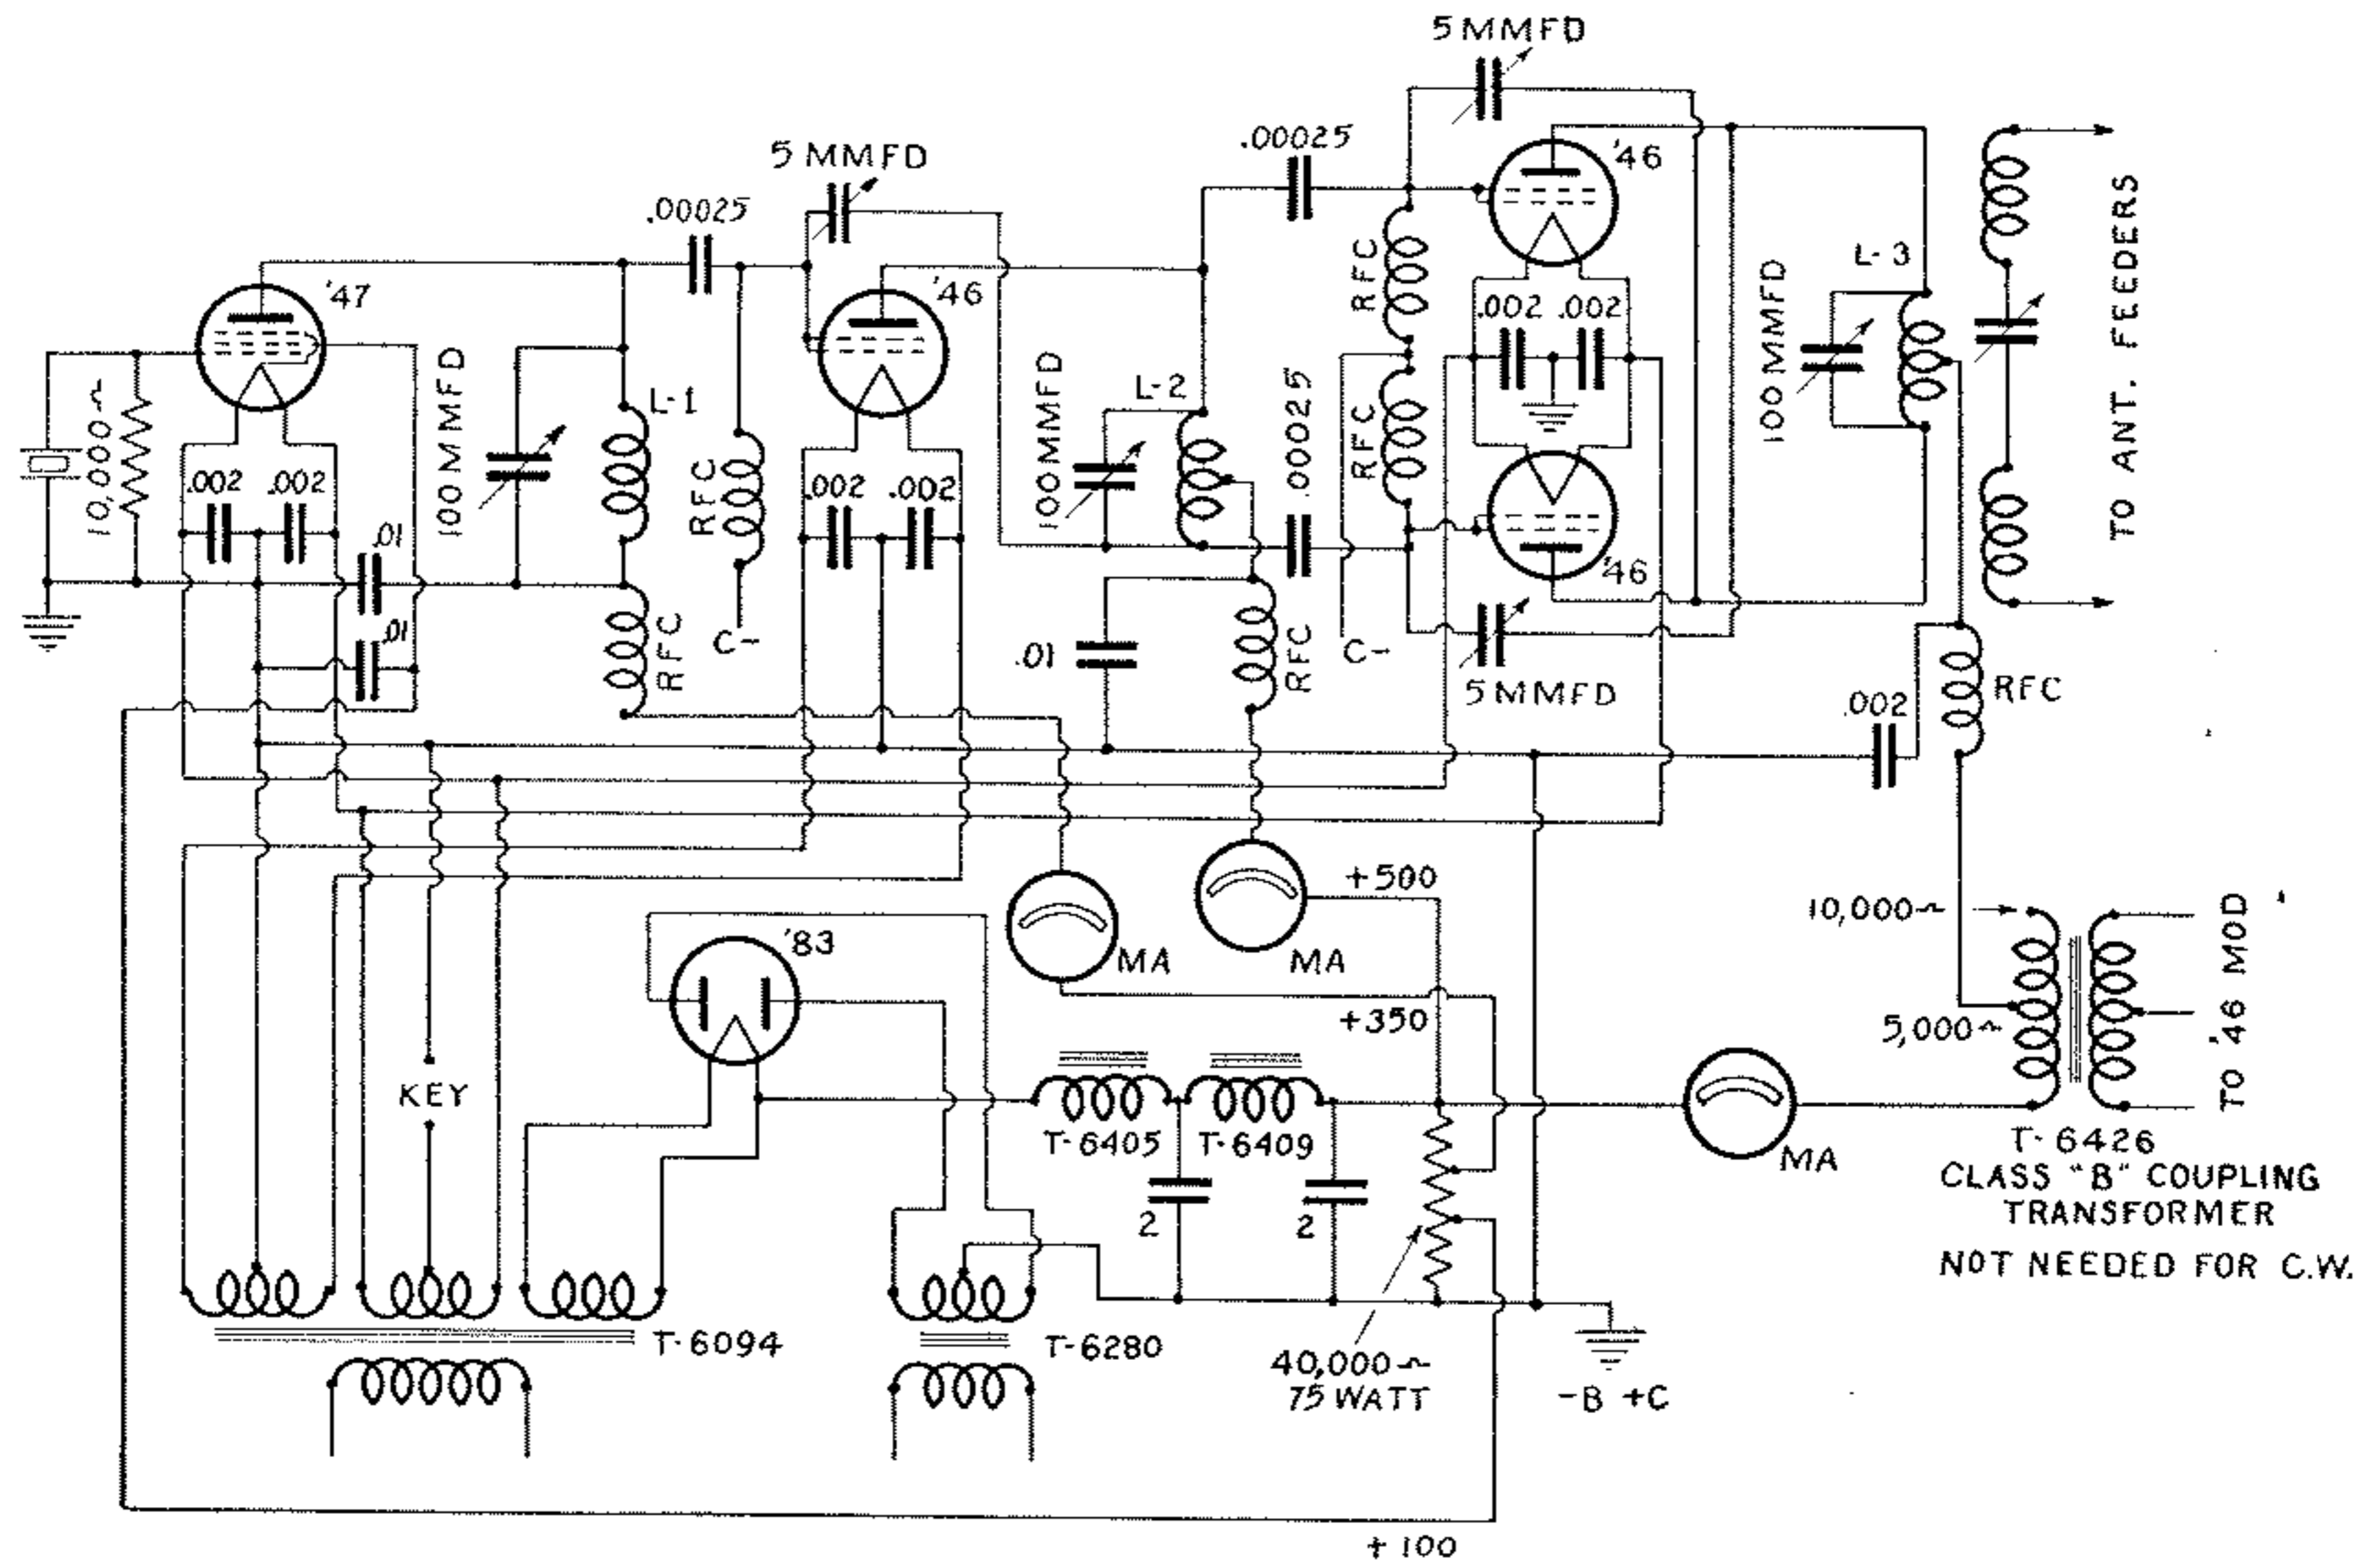 5 MMFD
.00025
'46
5 MMFD
.00025
'47
'46
L-1
100 MMFD
10,000~
.002 .002
.01
.01
RFC
RFC
C-
.002 .002
100 MMFD
L-2
.00025
RFC
RFC
.002 .002
'46
.01
RFC
C-
5 MMFD
100 MMFD
L-3
TO ANT. FEEDERS
.002
RFC
+500
MA
MA
'83
+350
KEY
T-6405 T-6409
2
2
MA
10,000~
5,000~
TO '46 MOD
T-6426
CLASS "B" COUPLING
TRANSFORMER
NOT NEEDED FOR C.W.
T-6094
T-6280
40,000~
75 WATT
-B +C
+100